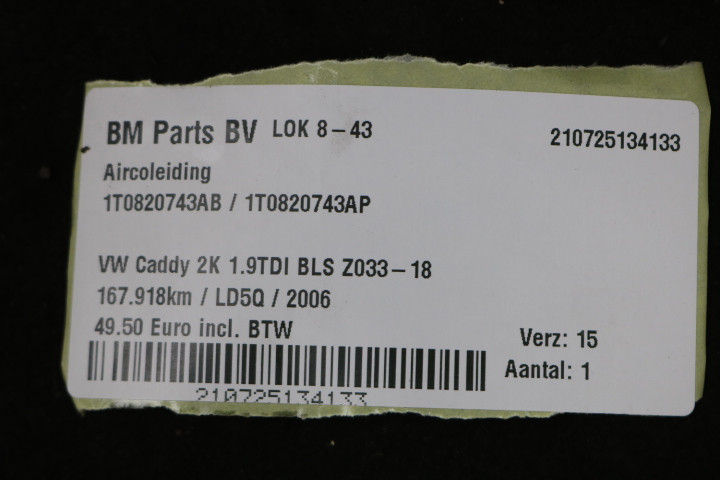 BM Parts BV LOK 8-43 210725134133
Aircoleiding
1T0820743AB / 1T0820743AP
VW Caddy 2K 1.9TDI BLS Z033-18
167.918km / LD5Q / 2006
49.50 Euro incl. BTW
Verz: 15
Aantal: 1
210725134133